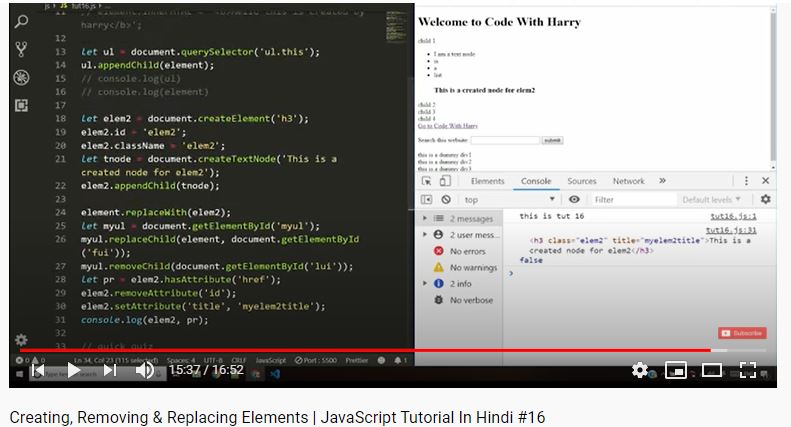 js > JS tut16.js > ...
harry</b>';
12
13 let ul = document.querySelector('ul.this');
14 ul.appendChild(element);
15 // console.log(ul)
16 // console.log(element)
17
18 let elem2 = document.createElement('h3');
19 elem2.id = 'elem2';
20 elem2.className = 'elem2';
21 let tnode = document.createTextNode('This is a
created node for elem2');
22 elem2.appendChild(tnode);
23
24 element.replaceWith(elem2);
25 let myul = document.getElementById('myul');
26 myul.replaceChild(element, document.getElementById
('fui'));
27 myul.removeChild(document.getElementById('lui'));
28 let pr = elem2.hasAttribute('href');
29 elem2.removeAttribute('id');
30 elem2.setAttribute('title', 'myelem2title');
31 console.log(elem2, pr);
32
33 // quick quiz
Ln 34, Col 23 (115 selected) Spaces: 4 UTF-8 CRLF JavaScript Port : 5500 Prettier 1
Welcome to Code With Harry
child 1
I am a text node
is
a
list
This is a created node for elem2
child 2
child 3
child 4
Go to Code With Harry
Search this website submit
this is a dummy div1
this is a dummy div2
this is a dummy div3
Elements Console Sources Network »
top Filter Default levels ▼
2 messages
2 user mess...
No errors
No warnings
2 info
No verbose
this is tut 16 tut16.js:1
tut16.js:31
<h3 class="elem2" title="myelem2title">This is a
created node for elem2</h3>
false
Subscribe
15:37 / 16:52
Creating, Removing & Replacing Elements | JavaScript Tutorial In Hindi #16